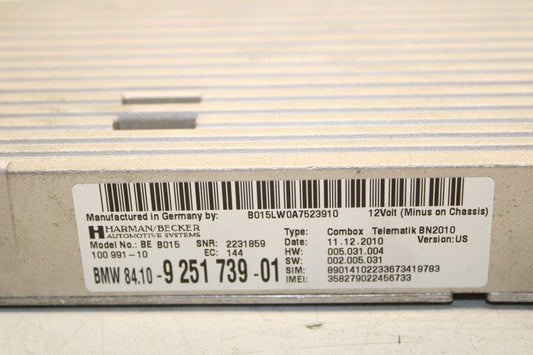 Manufactured in Germany by: B015LW0A7523910 12Volt (Minus on Chassis)
HARMAN/BECKER
AUTOMOTIVE SYSTEMS
Model No.: BE B015 SNR: 2231859
100 991-10 EC: 144
BMW 84.10-9 251 739-01
Type: Combox Telematik BN2010
Date: 11.12.2010 Version: US
HW: 005.031.004
SW: 002.005.031
SIM: 89014102233673419783
IMEI: 358279022456733